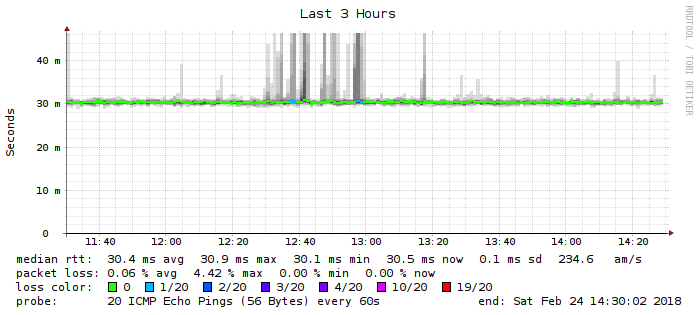 Last 3 Hours
RRDTOOL / TOBI OETIKER
Seconds
40 m
30 m
20 m
10 m
0
11:40 12:00 12:20 12:40 13:00 13:20 13:40 14:00 14:20
median rtt: 30.4 ms avg 30.9 ms max 30.1 ms min 30.5 ms now 0.1 ms sd 234.6 am/s
packet loss: 0.06 % avg 4.42 % max 0.00 % min 0.00 % now
loss color: 0 1/20 2/20 3/20 4/20 10/20 19/20
probe: 20 ICMP Echo Pings (56 Bytes) every 60s end: Sat Feb 24 14:30:02 2018